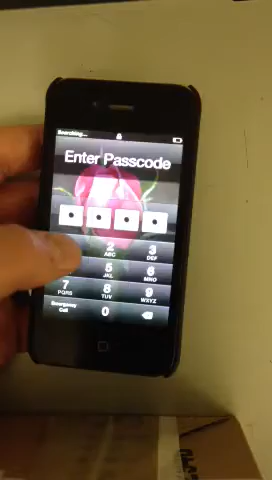 Searching...
Enter Passcode
2 3
ABC DEF
5 6
JKL MNO
7 8 9
PQRS TUV WXYZ
Emergency 0
Call